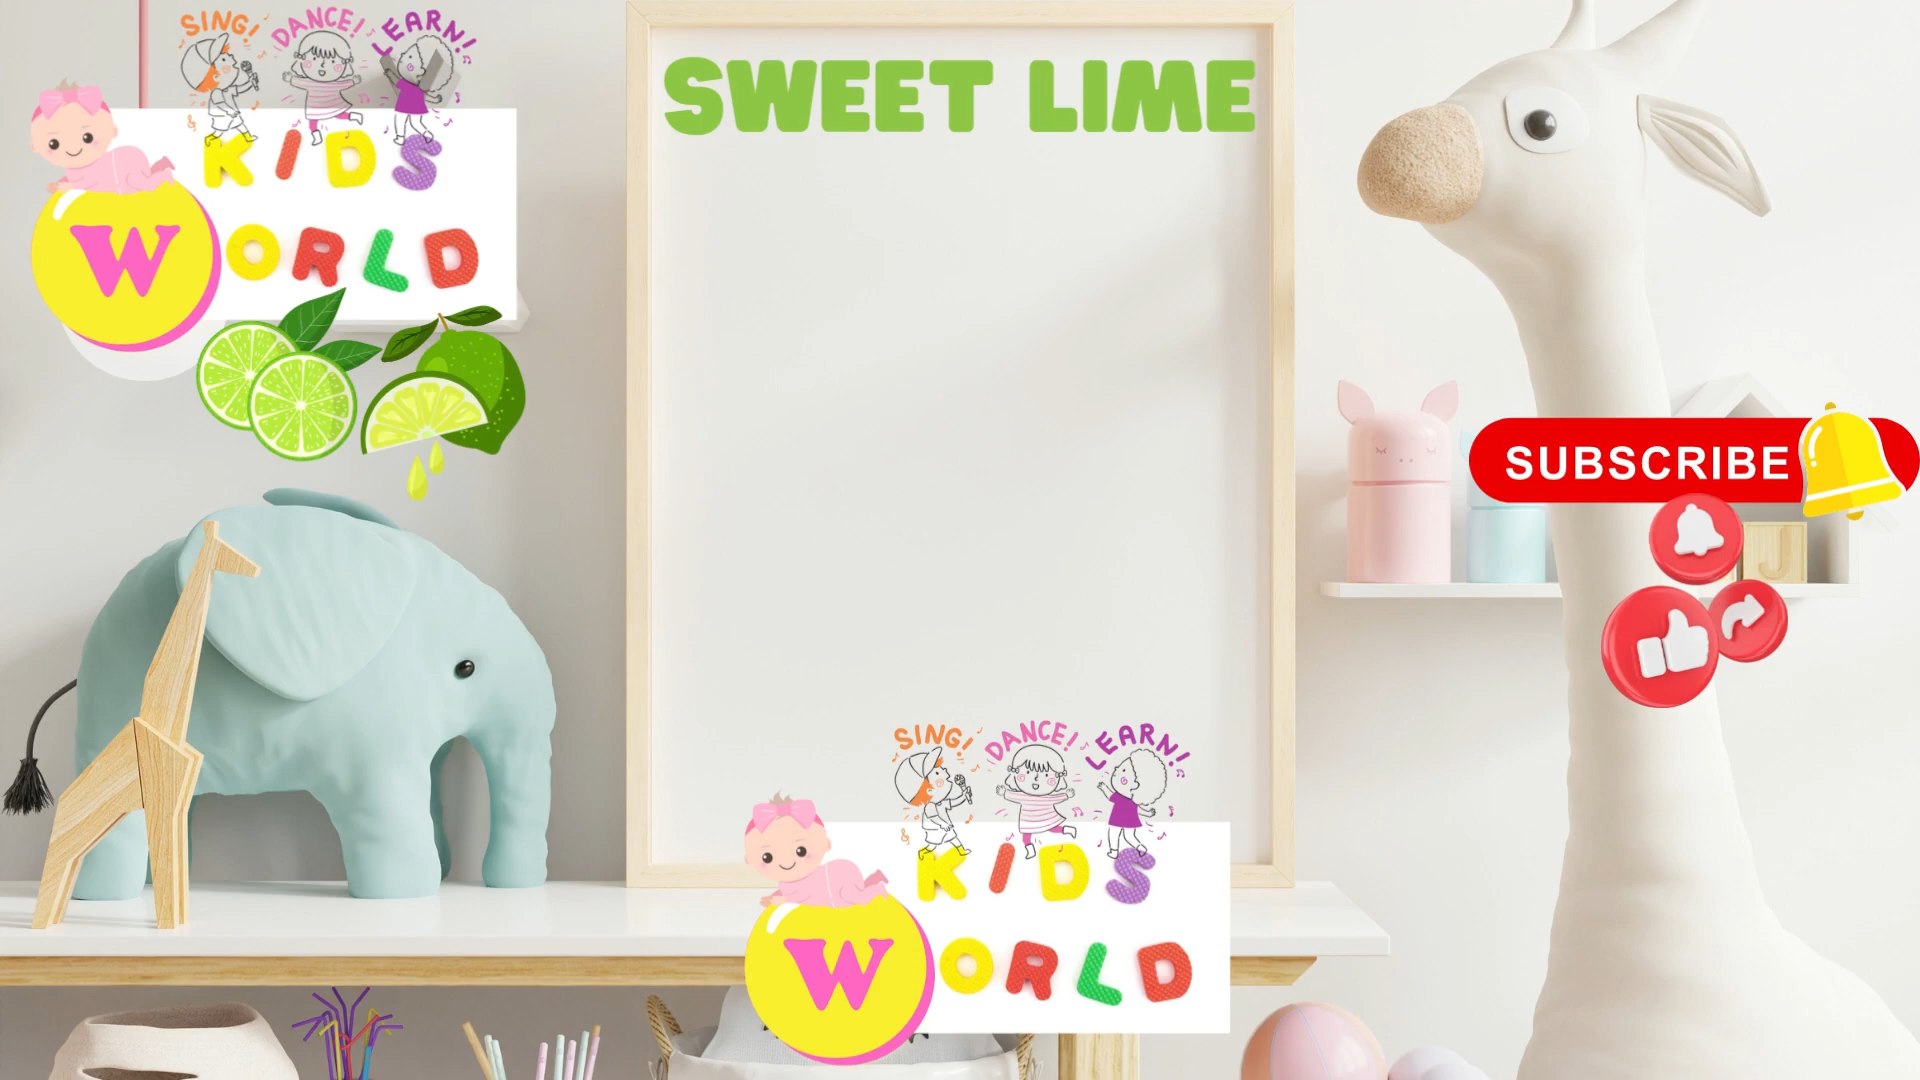 SING! DANCE! LEARN!
KIDS
WORLD
SWEET LIME
SUBSCRIBE
J
SING! DANCE! LEARN!
KIDS
WORLD